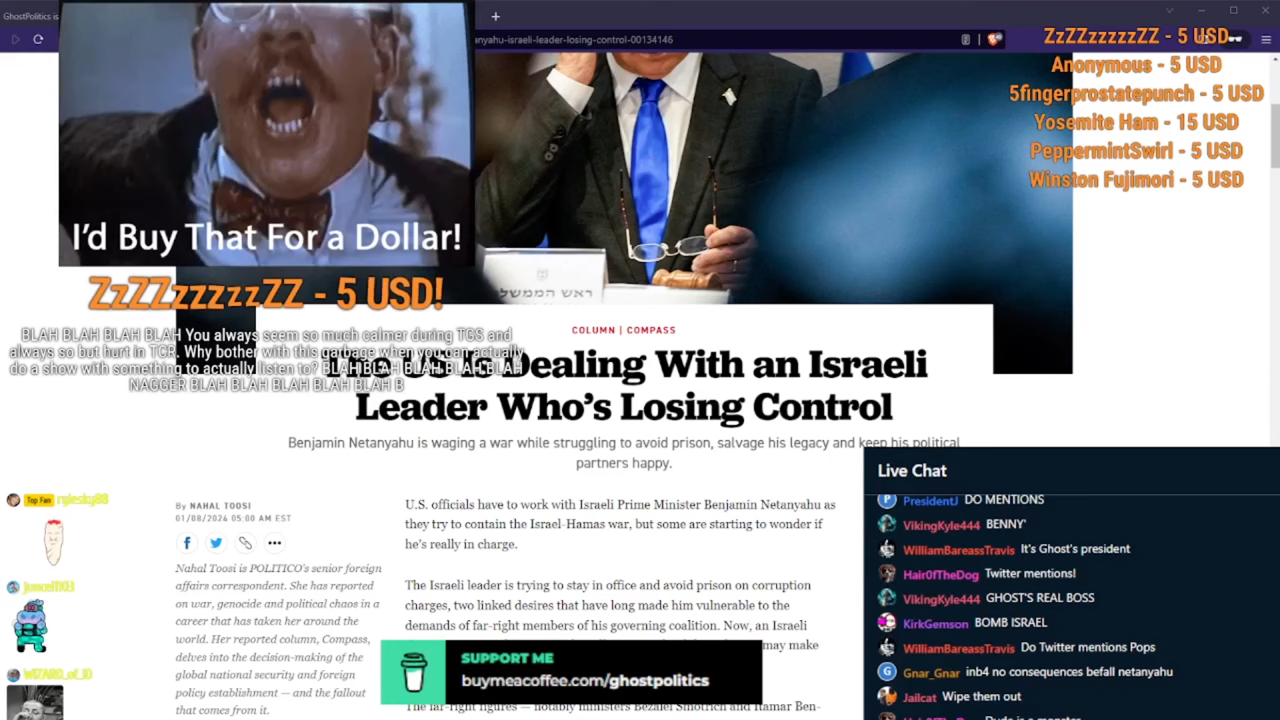 GhostPolitics is
anyahu-israeli-leader-losing-control-00134146
I'd Buy That For a Dollar!
ZzZZzzzzzZZ - 5 USD!
BLAH BLAH BLAH BLAH You always seem so much calmer during TGS and
always so but hurt in TCR. Why bother with this garbage when you can actually
do a show with something to actually listen to? BLAH BLAH BLAH BLAH BLAH
NAGGER BLAH BLAH BLAH BLAH BLAH B
ZzZZzzzzzZZ - 5 USD
Anonymous - 5 USD
5fingerprostatepunch - 5 USD
Yosemite Ham - 15 USD
PeppermintSwirl - 5 USD
Winston Fujimori - 5 USD
ראש הממשל
COLUMN | COMPASS
The US Is Dealing With an Israeli
Leader Who's Losing Control
Benjamin Netanyahu is waging a war while struggling to avoid prison, salvage his legacy and keep his political
partners happy.
By NAHAL TOOSI
01/08/2024 05:00 AM EST
Nahal Toosi is POLITICO's senior foreign
affairs correspondent. She has reported
on war, genocide and political chaos in a
career that has taken her around the
world. Her reported column, Compass,
delves into the decision-making of the
global national security and foreign
policy establishment — and the fallout
that comes from it.
U.S. officials have to work with Israeli Prime Minister Benjamin Netanyahu as
they try to contain the Israel-Hamas war, but some are starting to wonder if
he's really in charge.
The Israeli leader is trying to stay in office and avoid prison on corruption
charges, two linked desires that have long made him vulnerable to the
demands of far-right members of his governing coalition. Now, an Israeli
may make
The far-right figures — notably ministers Bezalel Smotrich and Itamar Ben-
SUPPORT ME
buymeacoffee.com/ghostpolitics
Top Fan rglesky88
WIZARD_of_ID
Live Chat
P PresidentJ DO MENTIONS
VikingKyle444 BENNY'
WilliamBareassTravis It's Ghost's president
Hair0fTheDog Twitter mentions!
VikingKyle444 GHOST'S REAL BOSS
KirkGemson BOMB ISRAEL
WilliamBareassTravis Do Twitter mentions Pops
G Gnar_Gnar inb4 no consequences befall netanyahu
Jailcat Wipe them out
Hair0fTheDog Dude is a monster